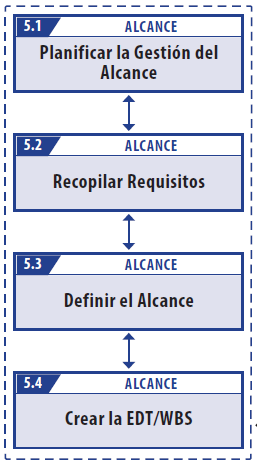 5.1 ALCANCE
Planificar la Gestión del
Alcance
5.2 ALCANCE
Recopilar Requisitos
5.3 ALCANCE
Definir el Alcance
5.4 ALCANCE
Crear la EDT/WBS